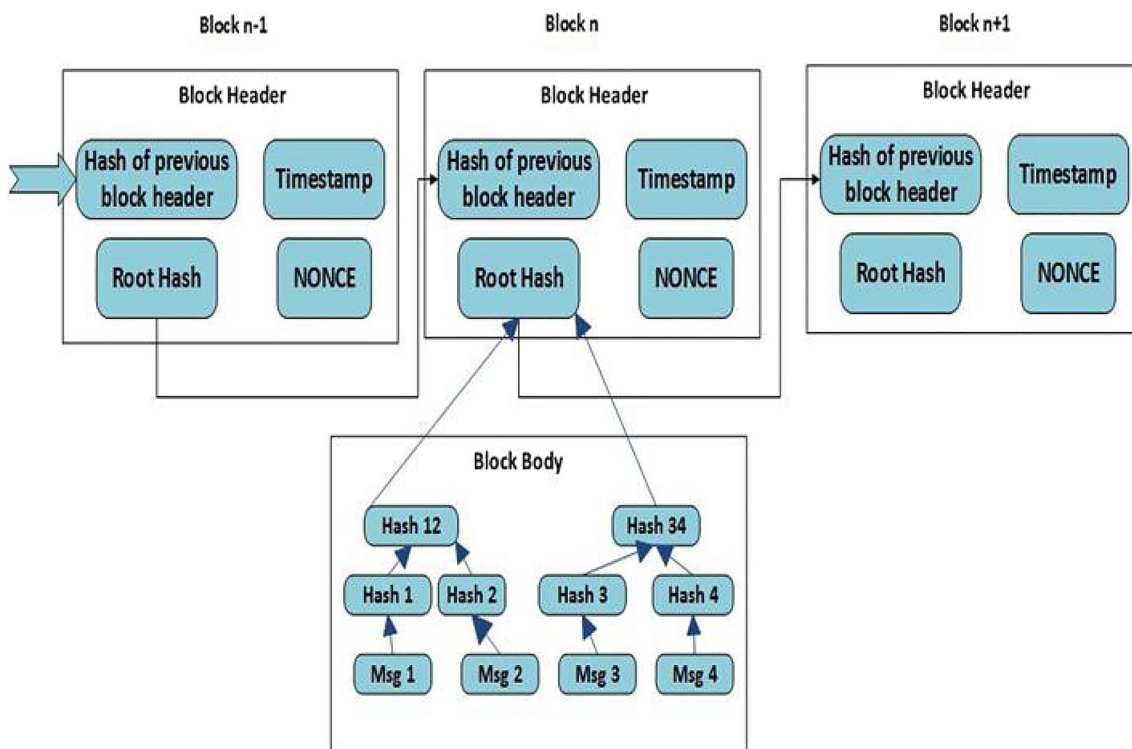 Block n-1
Block n
Block n+1
Block Header
Block Header
Block Header
Hash of previous
block header
Timestamp
Hash of previous
block header
Timestamp
Hash of previous
block header
Timestamp
Root Hash
NONCE
Root Hash
NONCE
Root Hash
NONCE
Block Body
Hash 12
Hash 34
Hash 1
Hash 2
Hash 3
Hash 4
Msg 1
Msg 2
Msg 3
Msg 4